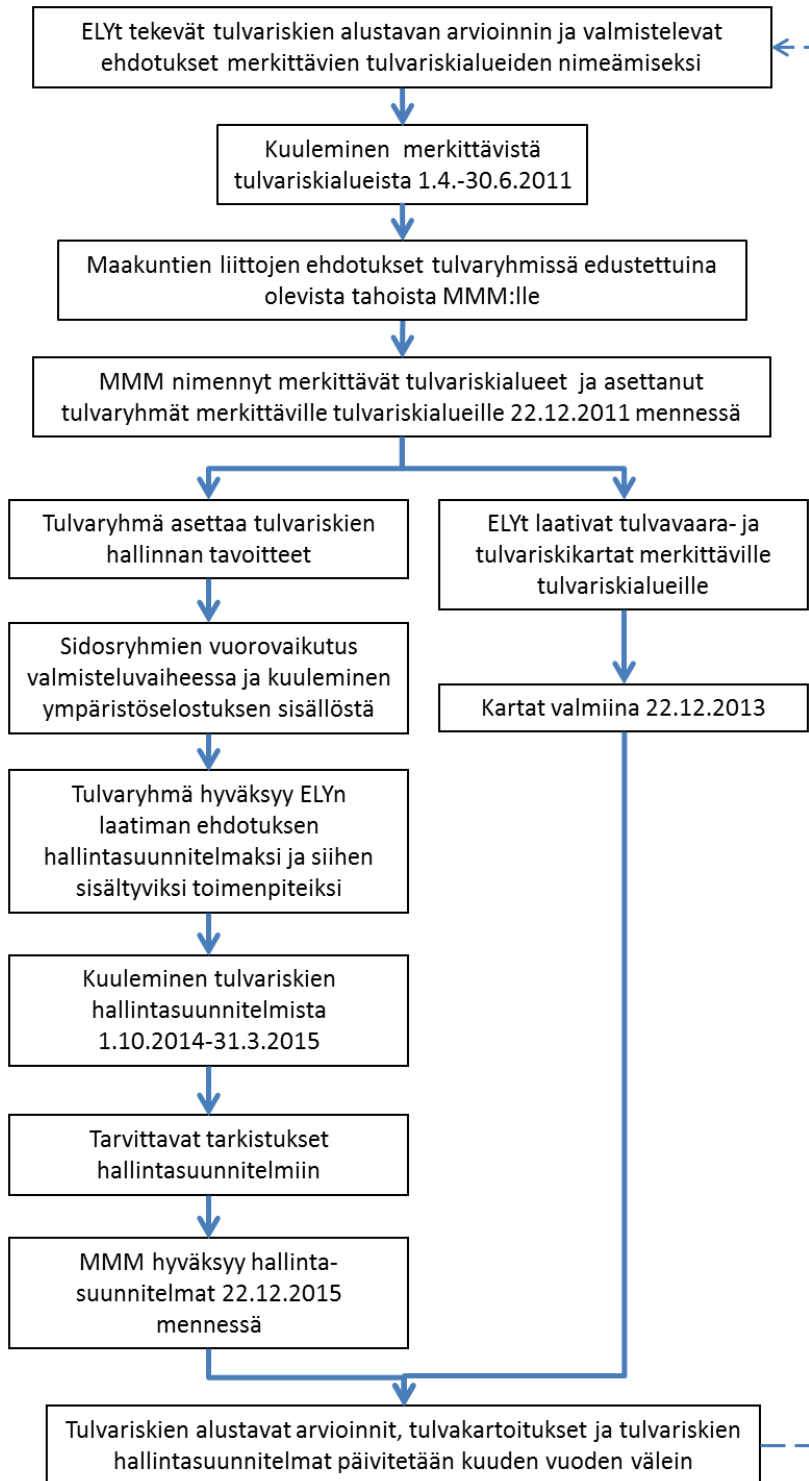 ELYt tekevät tulvariskien alustavan arvioinnin ja valmistelevat
ehdotukset merkittävien tulvariskialueiden nimeämiseksi
Kuuleminen merkittävistä
tulvariskialueista 1.4.-30.6.2011
Maakuntien liittojen ehdotukset tulvaryhmissä edustettuina
olevista tahoista MMM:lle
MMM nimennyt merkittävät tulvariskialueet ja asettanut
tulvaryhmät merkittäville tulvariskialueille 22.12.2011 mennessä
Tulvaryhmä asettaa tulvariskien
hallinnan tavoitteet
Sidosryhmien vuorovaikutus
valmisteluvaiheessa ja kuuleminen
ympäristöselostuksen sisällöstä
Tulvaryhmä hyväksyy ELYn
laatiman ehdotuksen
hallintasuunnitelmaksi ja siihen
sisältyviksi toimenpiteiksi
Kuuleminen tulvariskien
hallintasuunnitelmista
1.10.2014-31.3.2015
Tarvittavat tarkistukset
hallintasuunnitelmiin
MMM hyväksyy hallinta-
suunnitelmat 22.12.2015
mennessä
ELYt laativat tulvavaara- ja
tulvariskikartat merkittäville
tulvariskialueille
Kartat valmiina 22.12.2013
Tulvariskien alustavat arvioinnit, tulvakartoitukset ja tulvariskien
hallintasuunnitelmat päivitetään kuuden vuoden välein